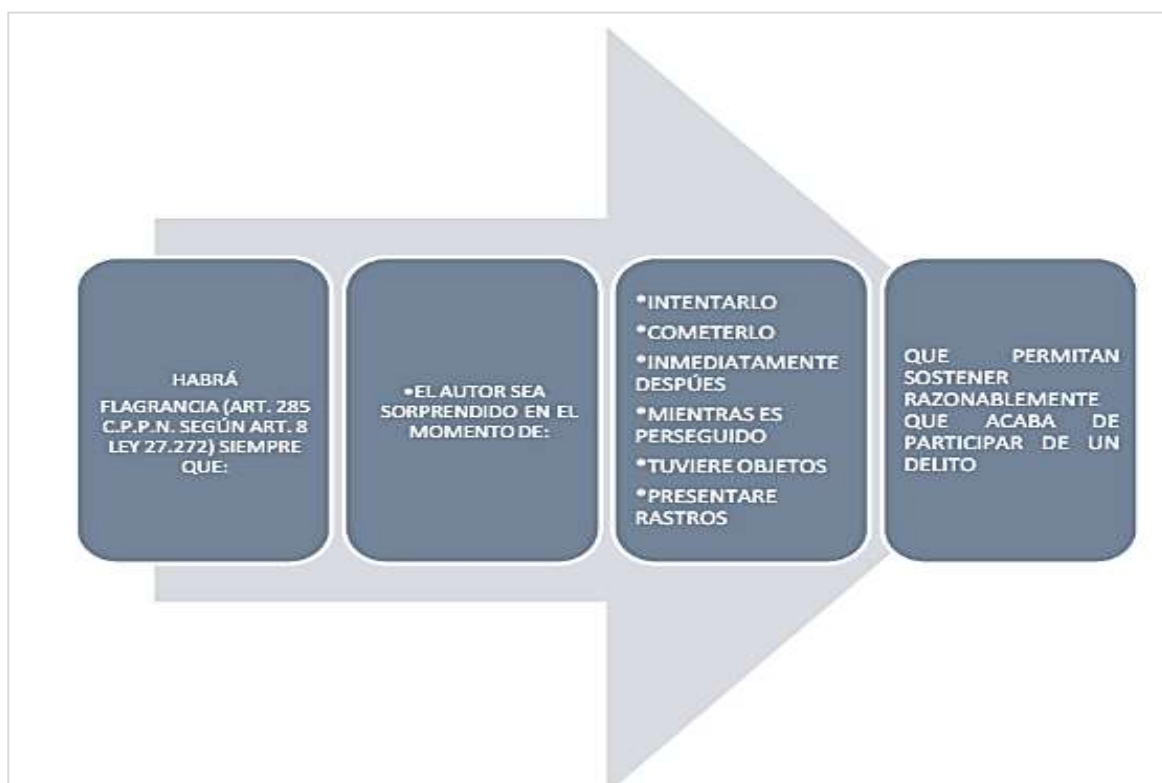 HABRÁ
FLAGRANCIA (ART. 285
C.P.P.N. SEGÚN ART. 8
LEY 27.272) SIEMPRE
QUE:
•EL AUTOR SEA
SORPRENDIDO EN EL
MOMENTO DE:
•INTENTARLO
•COMETERLO
•INMEDIATAMENTE
DESPÚES
•MIENTRAS ES
PERSEGUIDO
•TUVIERE OBJETOS
•PRESENTARE
RASTROS
QUE PERMITAN
SOSTENER
RAZONABLEMENTE
QUE ACABA DE
PARTICIPAR DE UN
DELITO